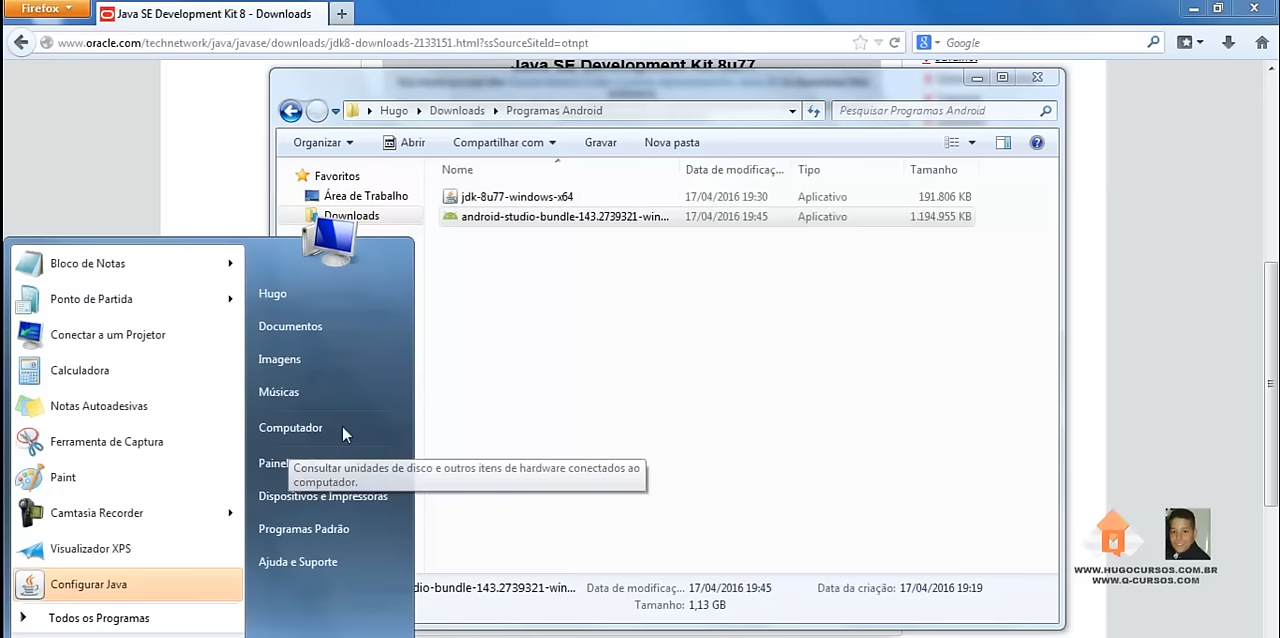 Firefox
Java SE Development Kit 8 - Downloads
www.oracle.com/technetwork/java/javase/downloads/jdk8-downloads-2133151.html?ssSourceSiteId=otnpt
Google
Java SE Development Kit 8u77
Hugo
Downloads
Programas Android
Pesquisar Programas Android
Organizar
Abrir
Compartilhar com
Gravar
Nova pasta
Favoritos
Área de Trabalho
Downloads
Nome
Data de modificaç...
Tipo
Tamanho
jdk-8u77-windows-x64
17/04/2016 19:30
Aplicativo
191.806 KB
android-studio-bundle-143.2739321-win...
17/04/2016 19:45
Aplicativo
1.194.955 KB
Bloco de Notas
Ponto de Partida
Conectar a um Projetor
Calculadora
Notas Autoadesivas
Ferramenta de Captura
Paint
Camtasia Recorder
Visualizador XPS
Configurar Java
Todos os Programas
Hugo
Documentos
Imagens
Músicas
Computador
Painel
Consultar unidades de disco e outros itens de hardware conectados ao
computador.
Dispositivos e Impressoras
Programas Padrão
Ajuda e Suporte
dio-bundle-143.2739321-win...
Data de modificaç... 17/04/2016 19:45
Data da criação: 17/04/2016 19:19
Tamanho: 1,13 GB
WWW.HUGOCURSOS.COM.BR
WWW.Q-CURSOS.COM